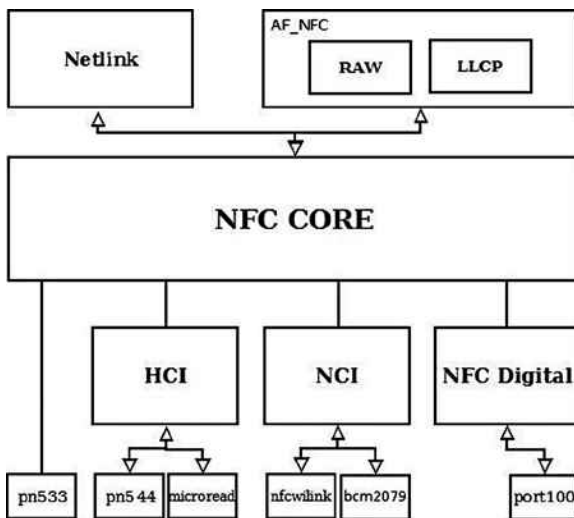 Netlink
AF_NFC
RAW
LLCP
NFC CORE
HCI
NCI
NFC Digital
pn533
pn544
microread
nfcwilink
bcm2079
port100